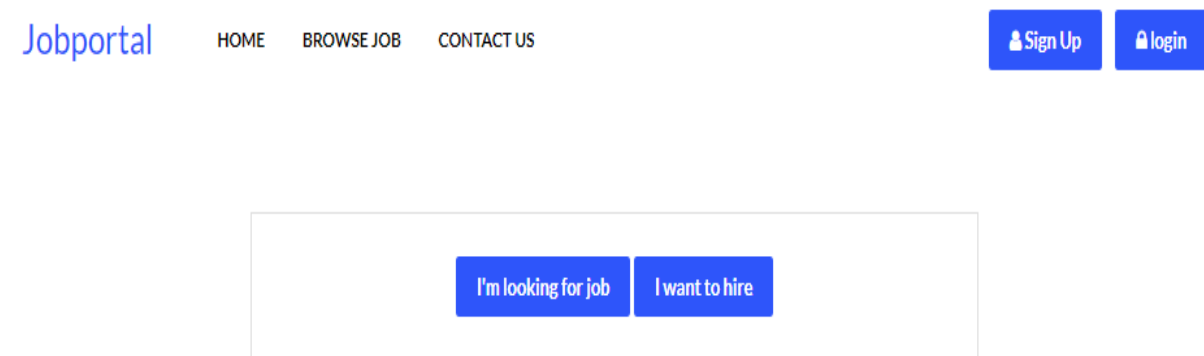 Jobportal HOME BROWSE JOB CONTACT US Sign Up login
I'm looking for job I want to hire